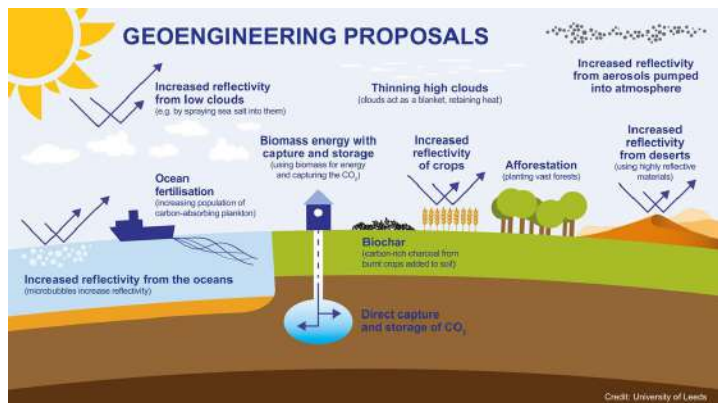 GEOENGINEERING PROPOSALS
Increased reflectivity
from low clouds
(e.g. by spraying sea salt into them)
Thinning high clouds
(clouds act as a blanket, retaining heat)
Increased reflectivity
from aerosols pumped
into atmosphere
Biomass energy with
capture and storage
(using biomass for energy
and capturing the CO₂)
Increased
reflectivity
of crops
Afforestation
(planting vast forests)
Increased
reflectivity
from deserts
(using highly reflective
materials)
Ocean
fertilisation
(increasing population of
carbon-absorbing plankton)
Increased reflectivity from the oceans
(microbubbles increase reflectivity)
Biochar
(carbon-rich charcoal from
burnt crops added to soil)
Direct capture
and storage of CO₂
Credit: University of Leeds